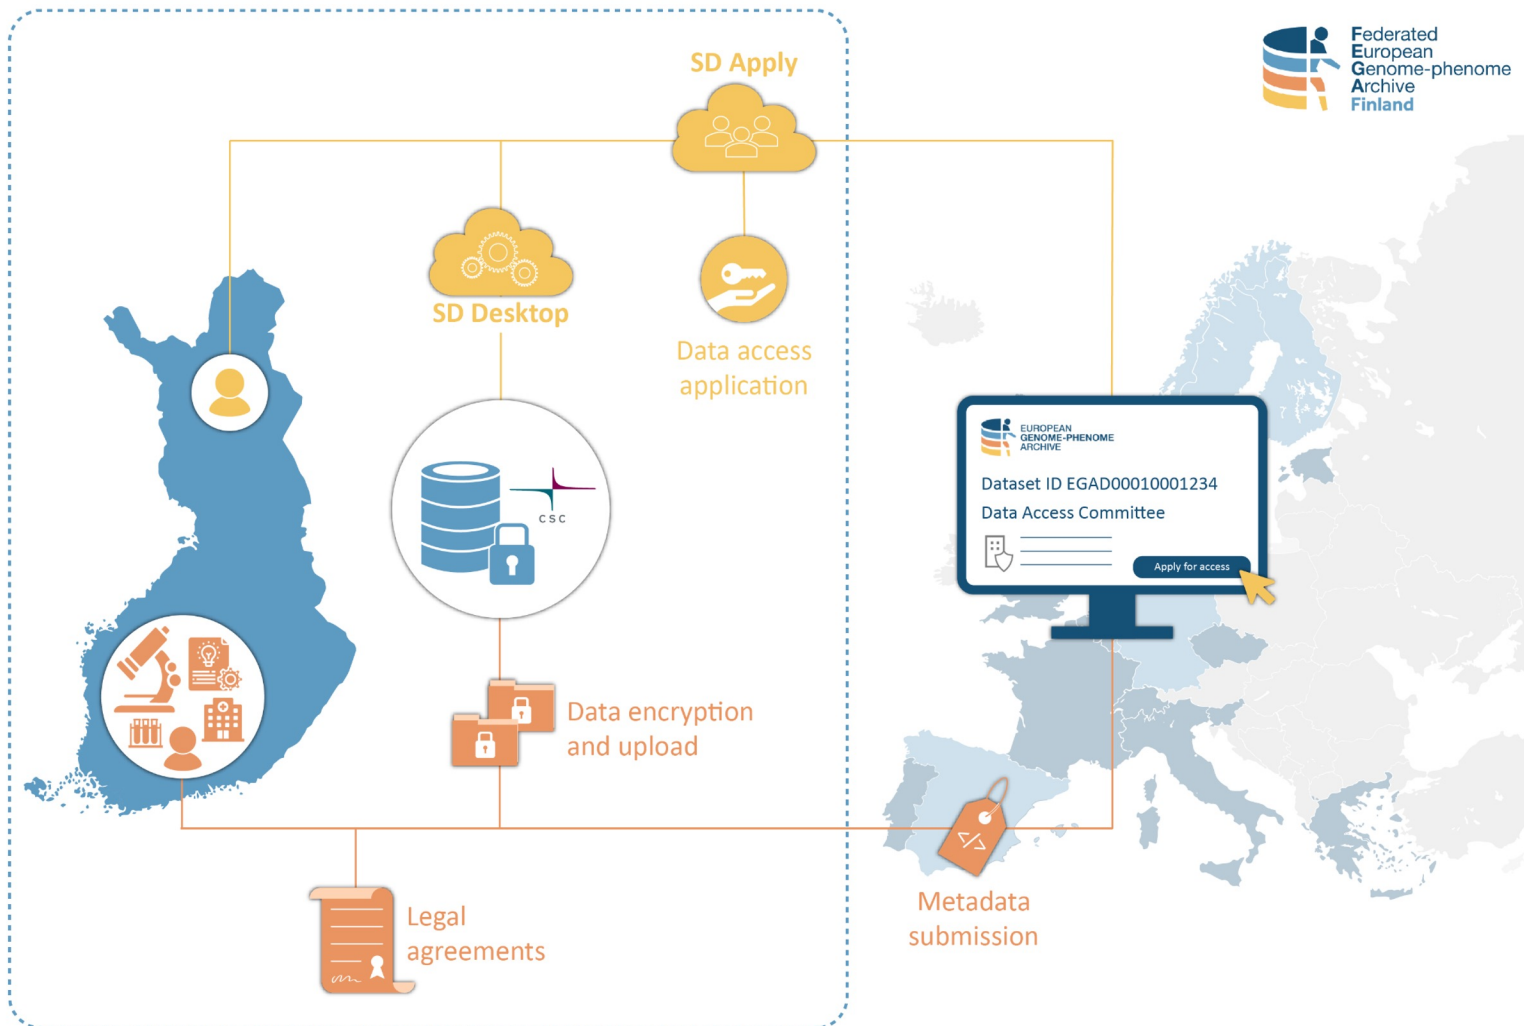 SD Apply
Federated
European
Genome-phenome
Archive
Finland
SD Desktop
Data access
application
EUROPEAN
GENOME-PHENOME
ARCHIVE
Dataset ID EGAD00010001234
Data Access Committee
Apply for access
CSC
Data encryption
and upload
</>
Legal
agreements
Metadada
submission